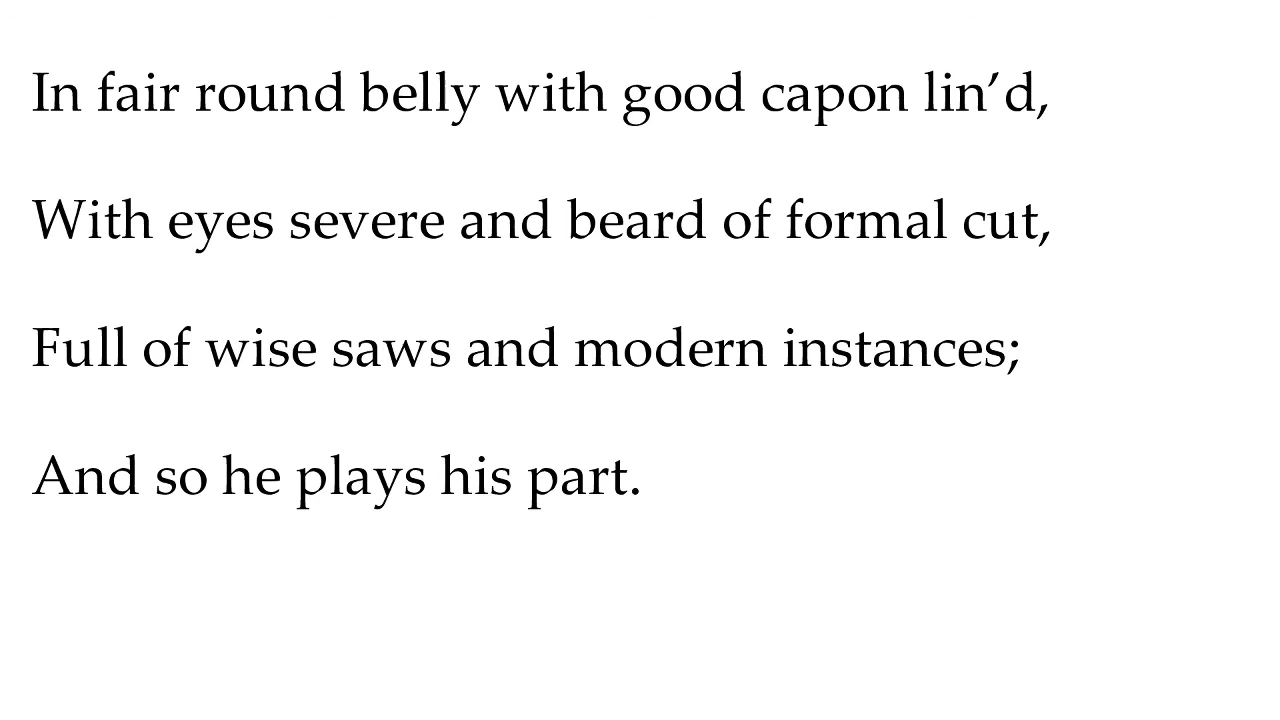 In fair round belly with good capon lin’d,
With eyes severe and beard of formal cut,
Full of wise saws and modern instances;
And so he plays his part.